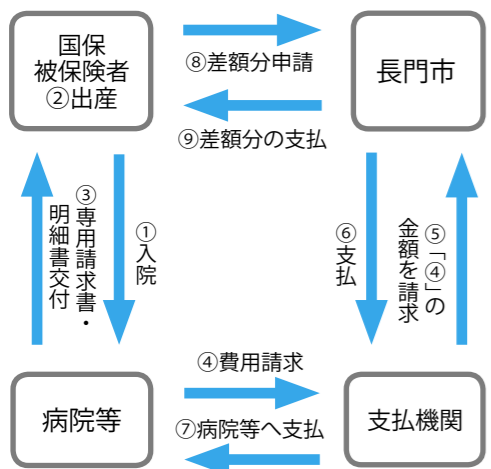 国保
被保険者
②出産
⑧差額分申請
長門市
⑨差額分の支払
③専用請求書・
明細書交付
①入院
⑥支払
⑤「④」の
金額を請求
④費用請求
病院等
⑦病院等へ支払
支払機関